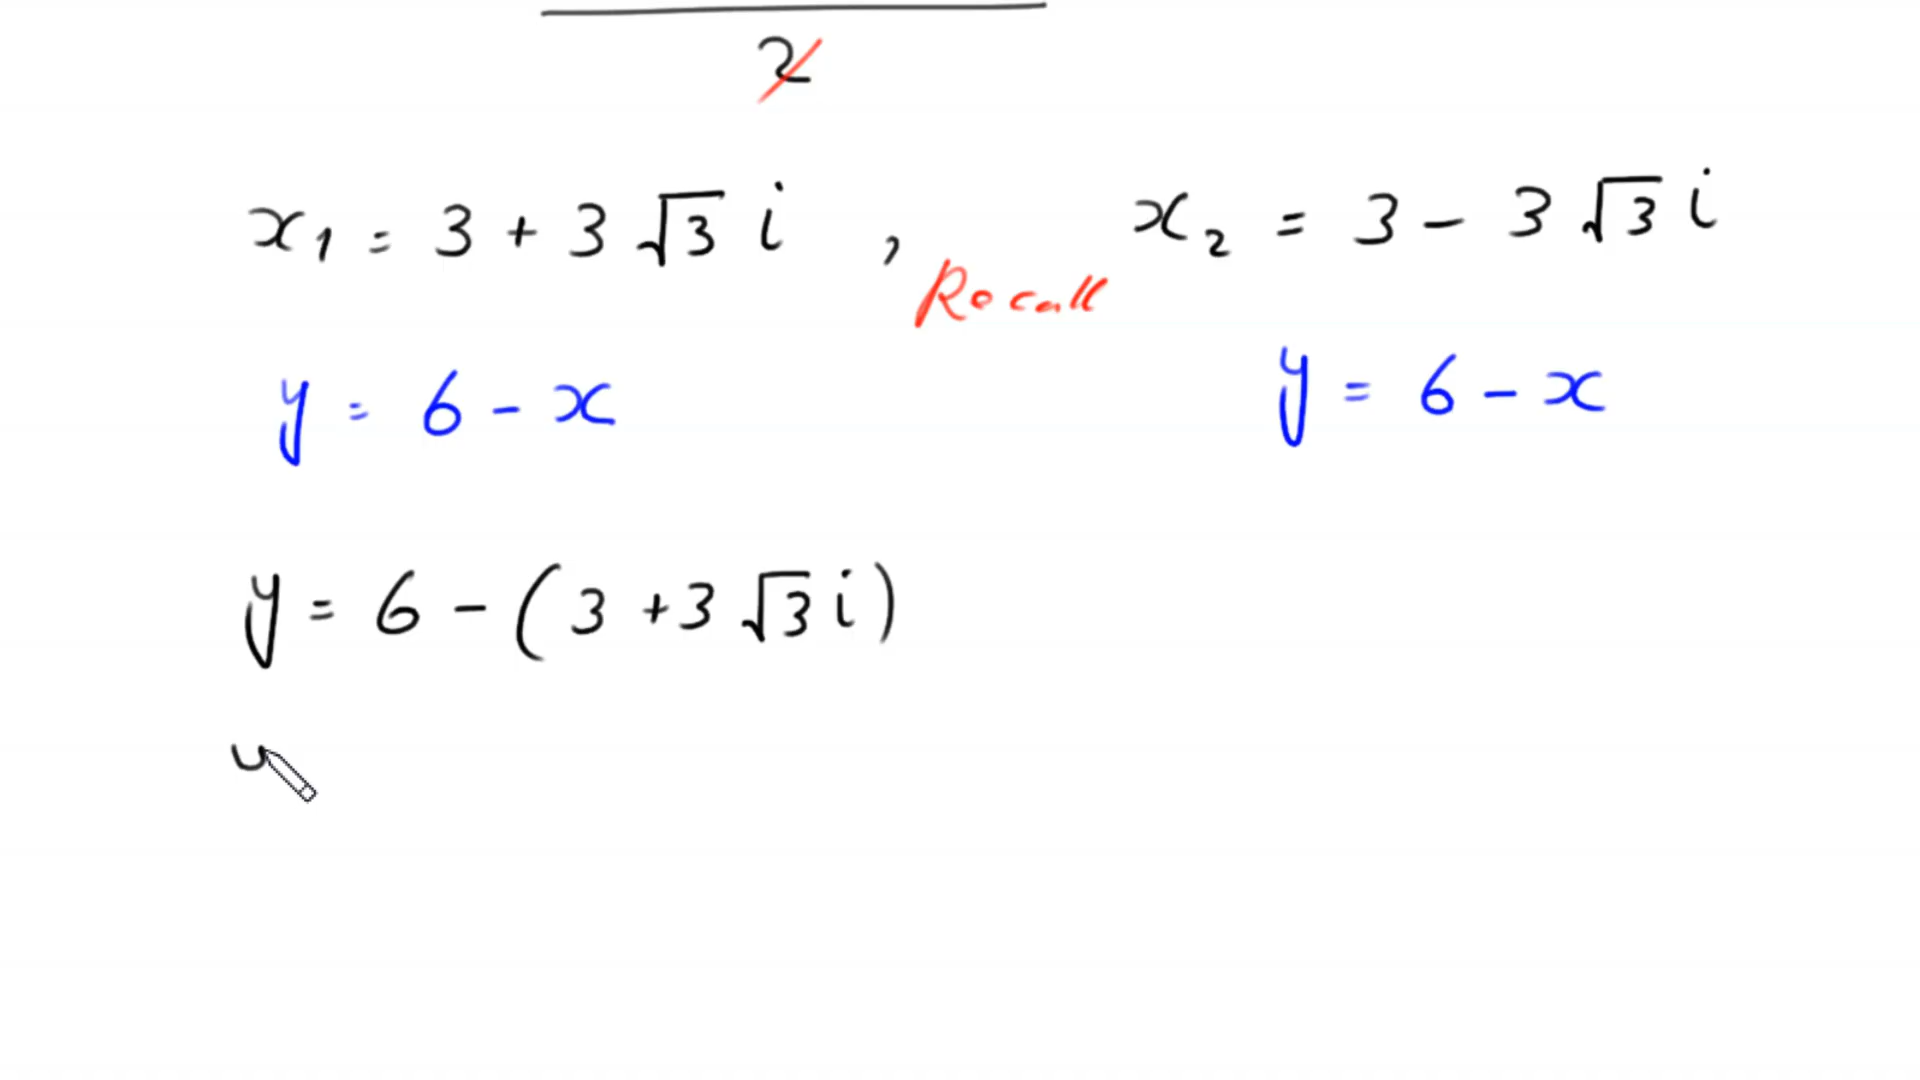 2
x₁ = 3 + 3√3 i , x₂ = 3 − 3√3 i
Recall
y = 6 − x y = 6 − x
y = 6 − (3 + 3√3 i)